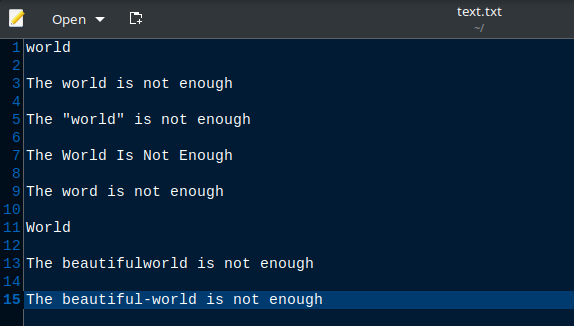 Open
text.txt
~/
1 world
2
3 The world is not enough
4
5 The "world" is not enough
6
7 The World Is Not Enough
8
9 The word is not enough
10
11 World
12
13 The beautifulworld is not enough
14
15 The beautiful-world is not enough